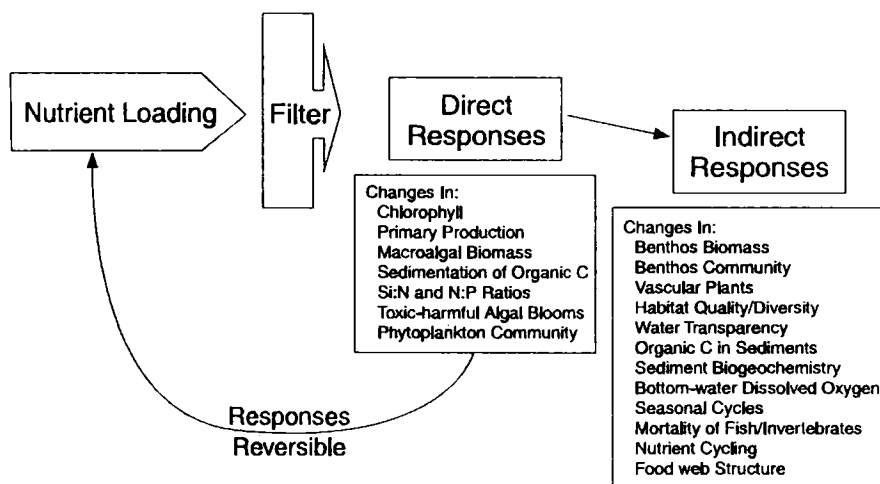 Nutrient Loading
Filter
Direct
Responses
Indirect
Responses
Changes In:
Chlorophyll
Primary Production
Macroalgal Biomass
Sedimentation of Organic C
Si:N and N:P Ratios
Toxic-harmful Algal Blooms
Phytoplankton Community
Changes In:
Benthos Biomass
Benthos Community
Vascular Plants
Habitat Quality/Diversity
Water Transparency
Organic C in Sediments
Sediment Biogeochemistry
Bottom-water Dissolved Oxygen
Seasonal Cycles
Mortality of Fish/Invertebrates
Nutrient Cycling
Food web Structure
Responses
Reversible